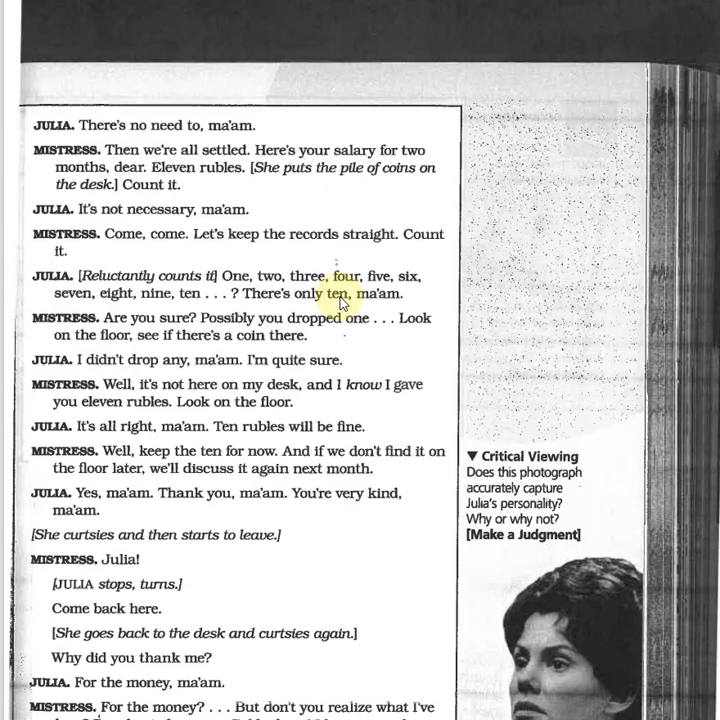 JULIA. There's no need to, ma'am.
MISTRESS. Then we're all settled. Here's your salary for two
months, dear. Eleven rubles. [She puts the pile of coins on
the desk.] Count it.
JULIA. It's not necessary, ma'am.
MISTRESS. Come, come. Let's keep the records straight. Count
it.
JULIA. [Reluctantly counts it] One, two, three, four, five, six,
seven, eight, nine, ten . . . ? There's only ten, ma'am.
MISTRESS. Are you sure? Possibly you dropped one . . . Look
on the floor, see if there's a coin there.
JULIA. I didn't drop any, ma'am. I'm quite sure.
MISTRESS. Well, it's not here on my desk, and I know I gave
you eleven rubles. Look on the floor.
JULIA. It's all right, ma'am. Ten rubles will be fine.
MISTRESS. Well, keep the ten for now. And if we don't find it on
the floor later, we'll discuss it again next month.
JULIA. Yes, ma'am. Thank you, ma'am. You're very kind,
ma'am.
[She curtsies and then starts to leave.]
MISTRESS. Julia!
[JULIA stops, turns.]
Come back here.
[She goes back to the desk and curtsies again.]
Why did you thank me?
JULIA. For the money, ma'am.
MISTRESS. For the money? . . . But don't you realize what I've
▼ Critical Viewing
Does this photograph
accurately capture
Julia's personality?
Why or why not?
[Make a Judgment]